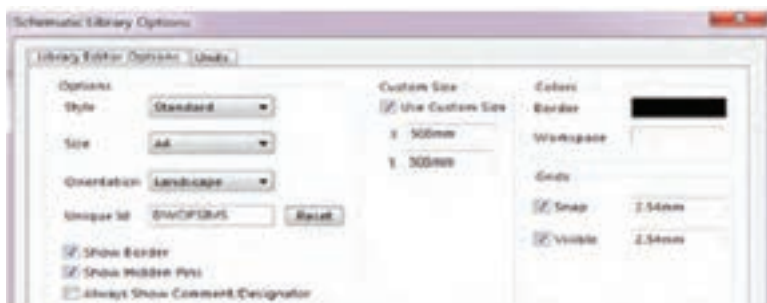 Schematic Library Options
Library Editor Options Units
Options
Style Standard
Size A4
Orientation Landscape
Unique Id Reset
Show Border
Show Hidden Pins
Always Show Comment/Designator
Custom Size
Use Custom Size
X 500mm
Y 500mm
Colors
Border
Workspace
Grids
Snap 2.54mm
Visible 2.54mm